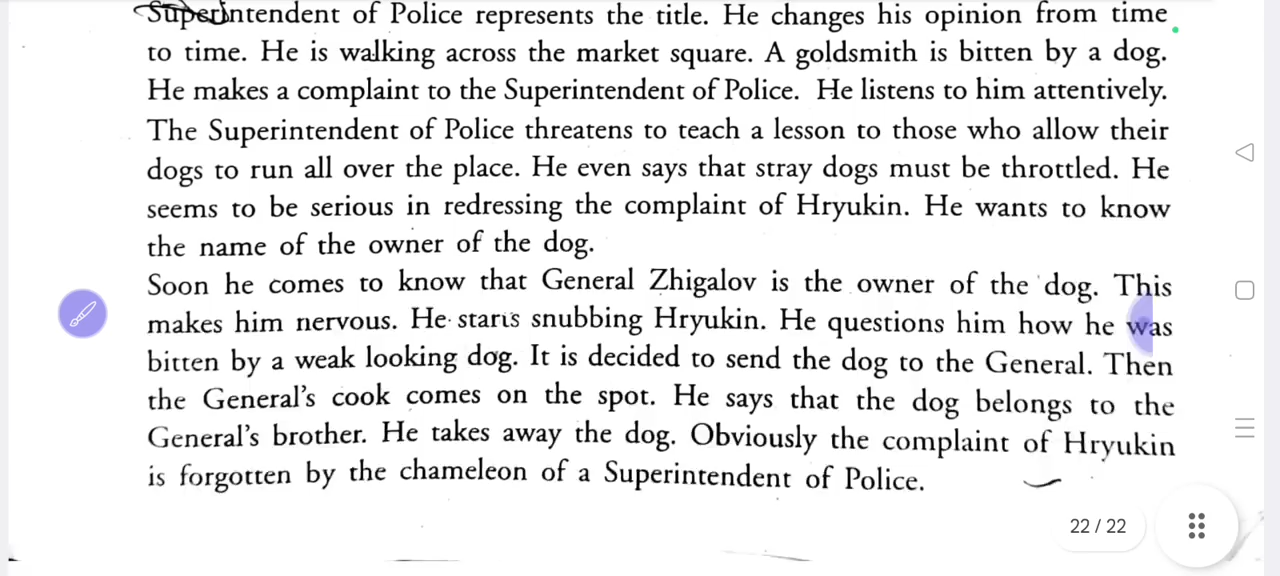 Superintendent of Police represents the title. He changes his opinion from time
to time. He is walking across the market square. A goldsmith is bitten by a dog.
He makes a complaint to the Superintendent of Police. He listens to him attentively.
The Superintendent of Police threatens to teach a lesson to those who allow their
dogs to run all over the place. He even says that stray dogs must be throttled. He
seems to be serious in redressing the complaint of Hryukin. He wants to know
the name of the owner of the dog.
Soon he comes to know that General Zhigalov is the owner of the dog. This
makes him nervous. He starts snubbing Hryukin. He questions him how he was
bitten by a weak looking dog. It is decided to send the dog to the General. Then
the General's cook comes on the spot. He says that the dog belongs to the
General's brother. He takes away the dog. Obviously the complaint of Hryukin
is forgotten by the chameleon of a Superintendent of Police.
22 / 22